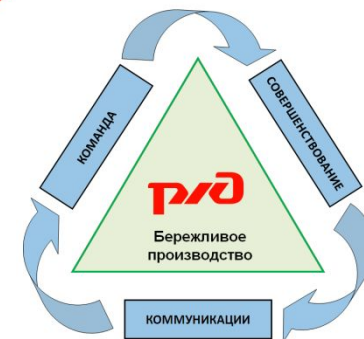 КОМАНДА
СОВЕРШЕНСТВОВАНИЕ
ржд
Бережливое
производство
КОММУНИКАЦИИ